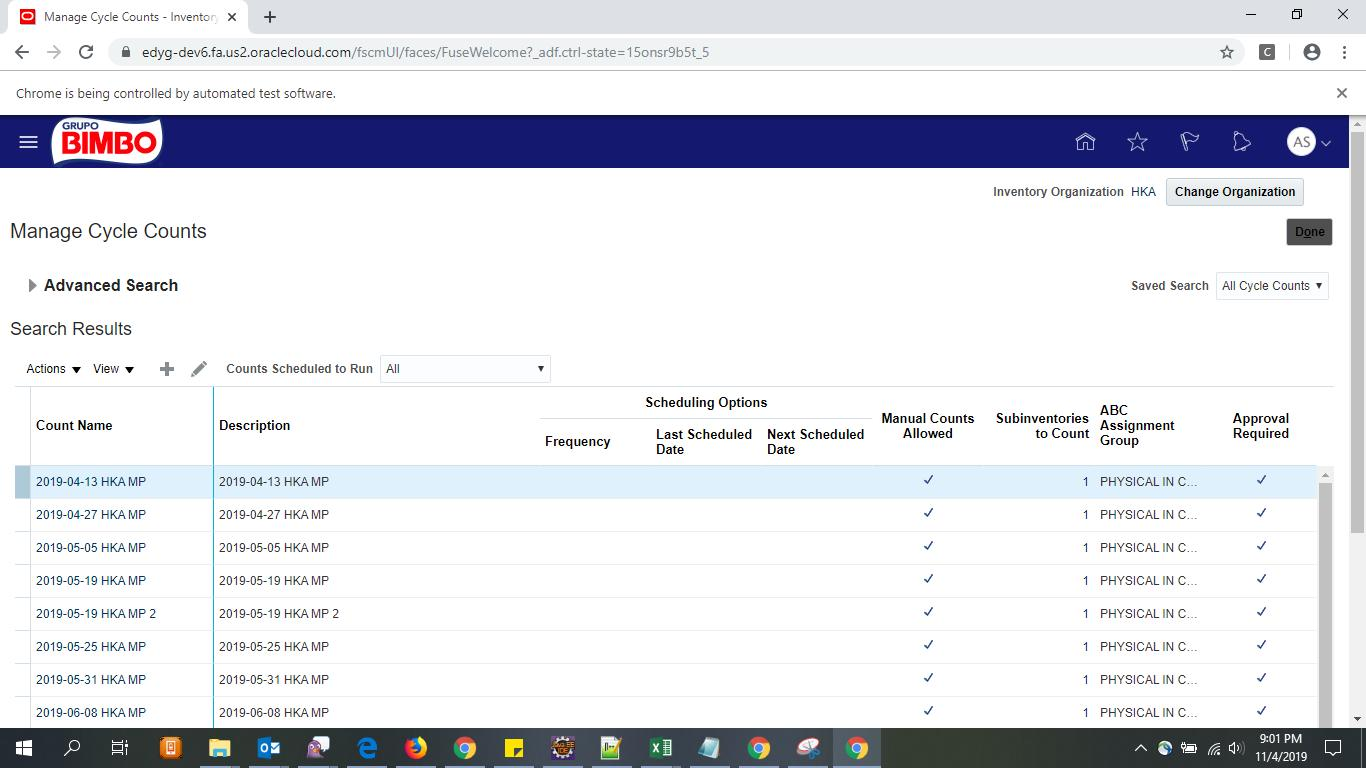 Manage Cycle Counts - Inventory
edyg-dev6.fa.us2.oraclecloud.com/fscmUI/faces/FuseWelcome?_adf.ctrl-state=15onsr9b5t_5
C
Chrome is being controlled by automated test software.
GRUPO
BIMBO
AS
Inventory Organization HKA Change Organization
Manage Cycle Counts
Done
Advanced Search
Saved Search All Cycle Counts
Search Results
Actions View Counts Scheduled to Run All
Count Name Description Scheduling Options Frequency Last Scheduled Date Next Scheduled Date Manual Counts Allowed Subinventories to Count ABC Assignment Group Approval Required
2019-04-13 HKA MP 2019-04-13 HKA MP 1 PHYSICAL IN C...
2019-04-27 HKA MP 2019-04-27 HKA MP 1 PHYSICAL IN C...
2019-05-05 HKA MP 2019-05-05 HKA MP 1 PHYSICAL IN C...
2019-05-19 HKA MP 2019-05-19 HKA MP 1 PHYSICAL IN C...
2019-05-19 HKA MP 2 2019-05-19 HKA MP 2 1 PHYSICAL IN C...
2019-05-25 HKA MP 2019-05-25 HKA MP 1 PHYSICAL IN C...
2019-05-31 HKA MP 2019-05-31 HKA MP 1 PHYSICAL IN C...
2019-06-08 HKA MP 2019-06-08 HKA MP 1 PHYSICAL IN C...
9:01 PM
11/4/2019